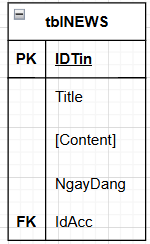 tblNEWS
PK IDTin
Title
[Content]
NgayDang
FK IdAcc